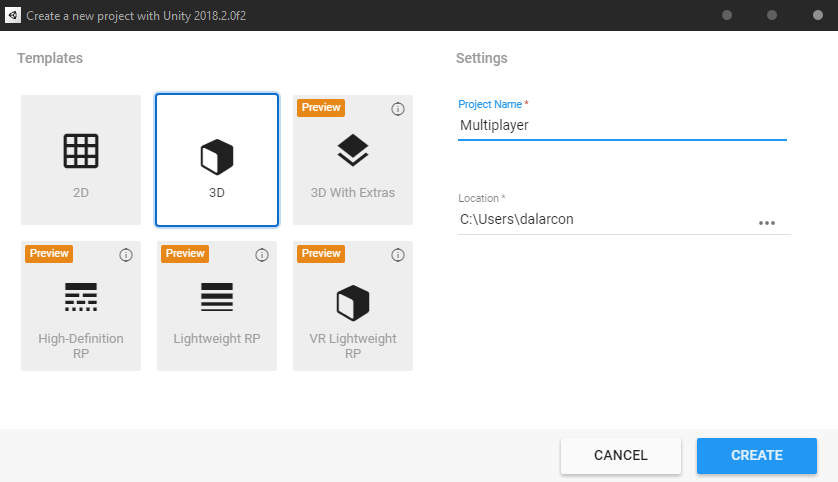 Create a new project with Unity 2018.2.0f2
Templates
Settings
2D
3D
Preview
3D With Extras
Preview
High-Definition
RP
Preview
Lightweight RP
Preview
VR Lightweight
RP
Project Name *
Multiplayer
Location *
C:\Users\dalarcon
CANCEL
CREATE